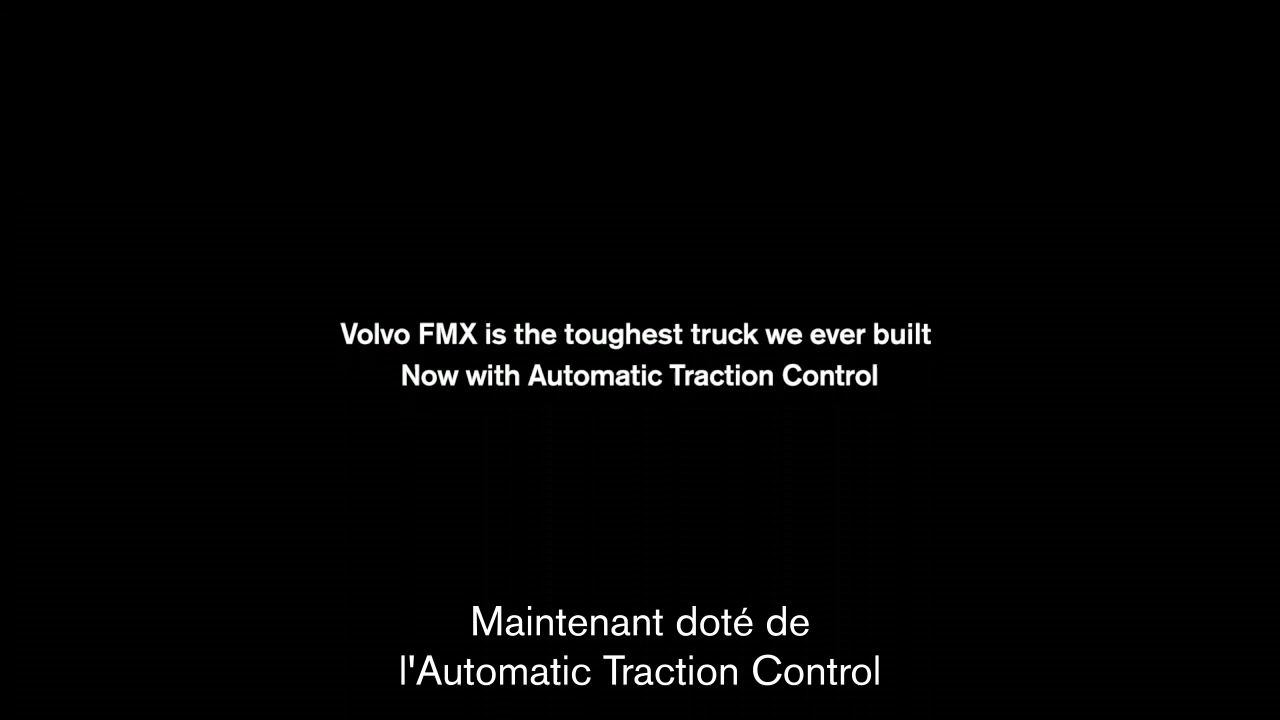 Volvo FMX is the toughest truck we ever built
Now with Automatic Traction Control
Maintenant doté de
l'Automatic Traction Control